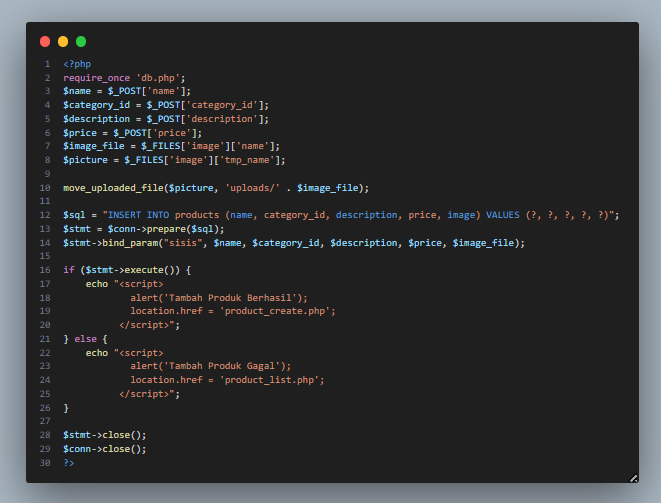 1 <?php
2 require_once 'db.php';
3 $name = $_POST['name'];
4 $category_id = $_POST['category_id'];
5 $description = $_POST['description'];
6 $price = $_POST['price'];
7 $image_file = $_FILES['image']['name'];
8 $picture = $_FILES['image']['tmp_name'];
9
10 move_uploaded_file($picture, 'uploads/' . $image_file);
11
12 $sql = "INSERT INTO products (name, category_id, description, price, image) VALUES (?, ?, ?, ?, ?)";
13 $stmt = $conn->prepare($sql);
14 $stmt->bind_param("sisis", $name, $category_id, $description, $price, $image_file);
15
16 if ($stmt->execute()) {
17     echo "<script>
18             alert('Tambah Produk Berhasil');
19             location.href = 'product_create.php';
20           </script>";
21 } else {
22     echo "<script>
23             alert('Tambah Produk Gagal');
24             location.href = 'product_list.php';
25           </script>";
26 }
27
28 $stmt->close();
29 $conn->close();
30 ?>